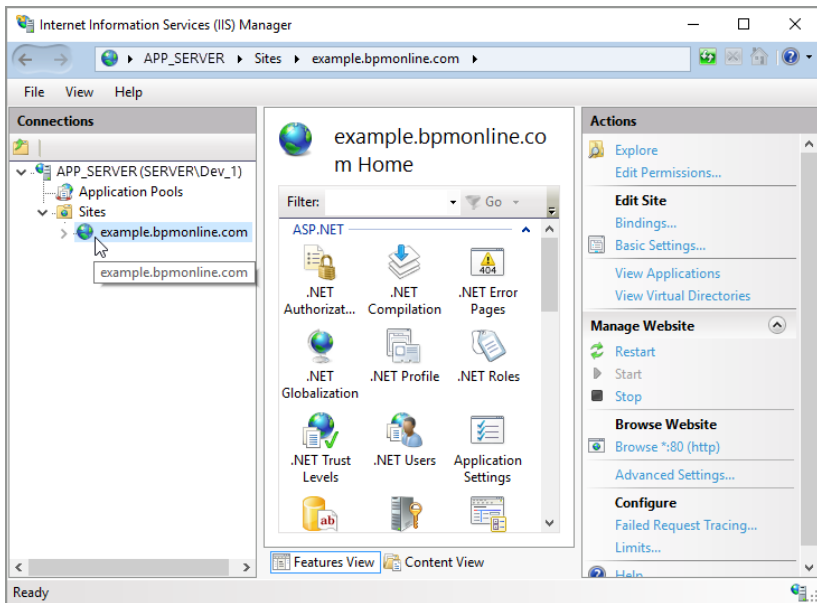 Internet Information Services (IIS) Manager
APP_SERVER Sites example.bpmonline.com
File View Help
Connections
APP_SERVER (SERVER\Dev_1)
Application Pools
Sites
example.bpmonline.com
example.bpmonline.com
example.bpmonline.co
m Home
Filter: Go
ASP.NET
.NET
Authorizat...
.NET
Compilation
.NET Error
Pages
.NET
Globalization
.NET Profile
.NET Roles
.NET Trust
Levels
.NET Users
Application
Settings
Features View Content View
Actions
Explore
Edit Permissions...
Edit Site
Bindings...
Basic Settings...
View Applications
View Virtual Directories
Manage Website
Restart
Start
Stop
Browse Website
Browse *:80 (http)
Advanced Settings...
Configure
Failed Request Tracing...
Limits...
Help
Ready